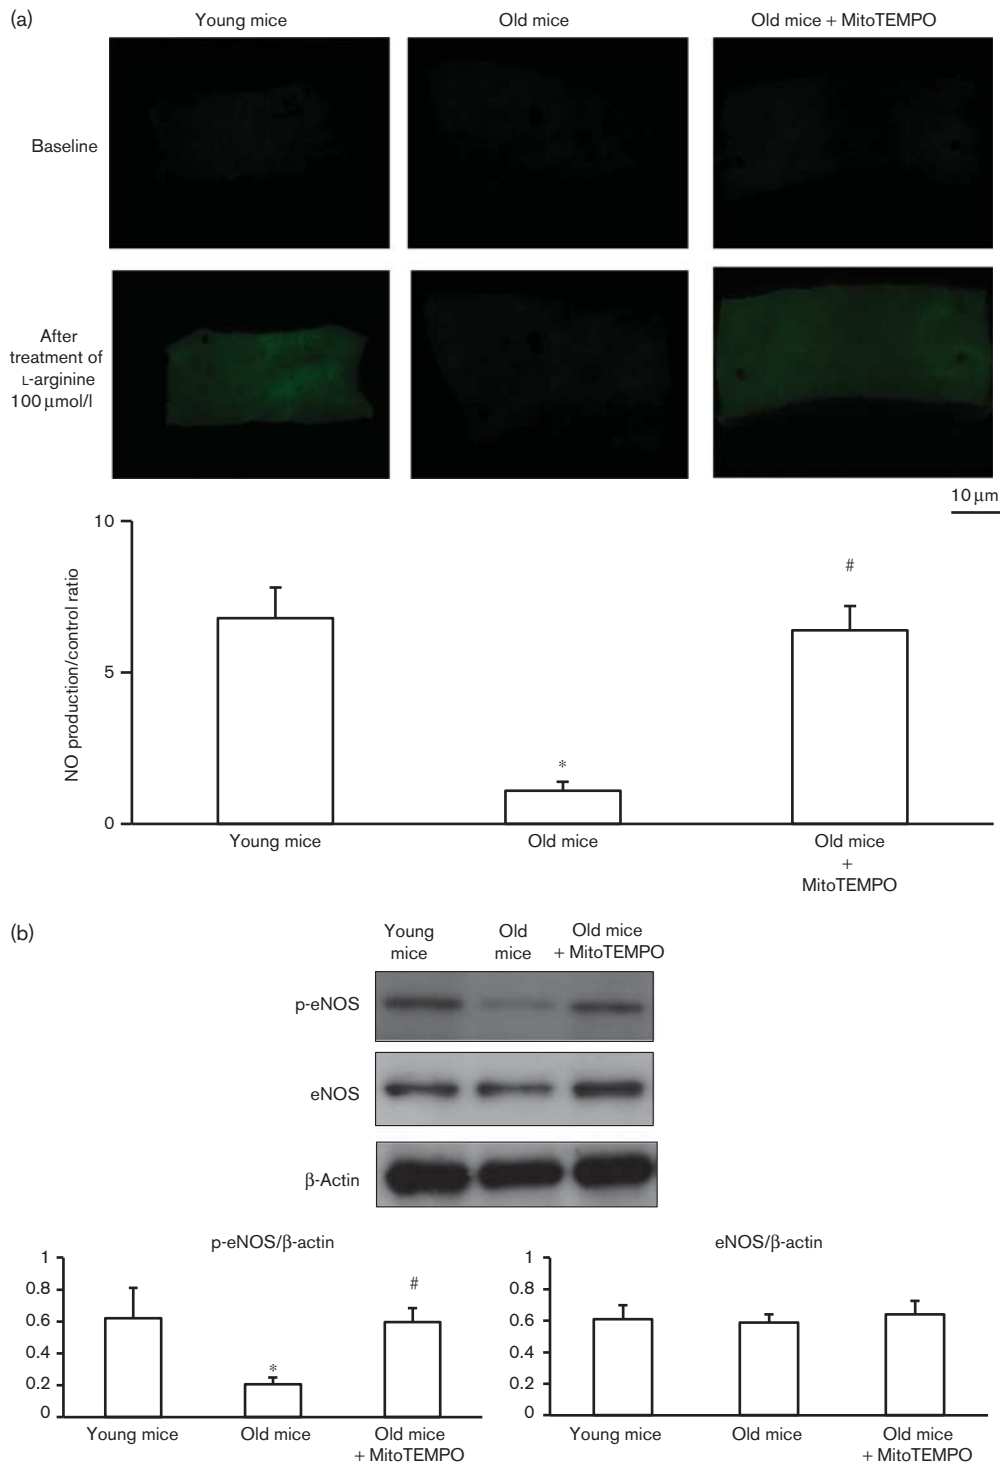 (a)
Young mice
Old mice
Old mice + MitoTEMPO
Baseline
After
treatment of
L-arginine
100 μmol/l
10 μm
10
5
0
NO production/control ratio
*
#
Young mice
Old mice
Old mice
+
MitoTEMPO
(b)
Young
mice
Old
mice
Old mice
+ MitoTEMPO
p-eNOS
eNOS
β-Actin
p-eNOS/β-actin
1
0.8
0.6
0.4
0.2
0
*
#
Young mice
Old mice
Old mice
+ MitoTEMPO
eNOS/β-actin
1
0.8
0.6
0.4
0.2
0
Young mice
Old mice
Old mice
+ MitoTEMPO